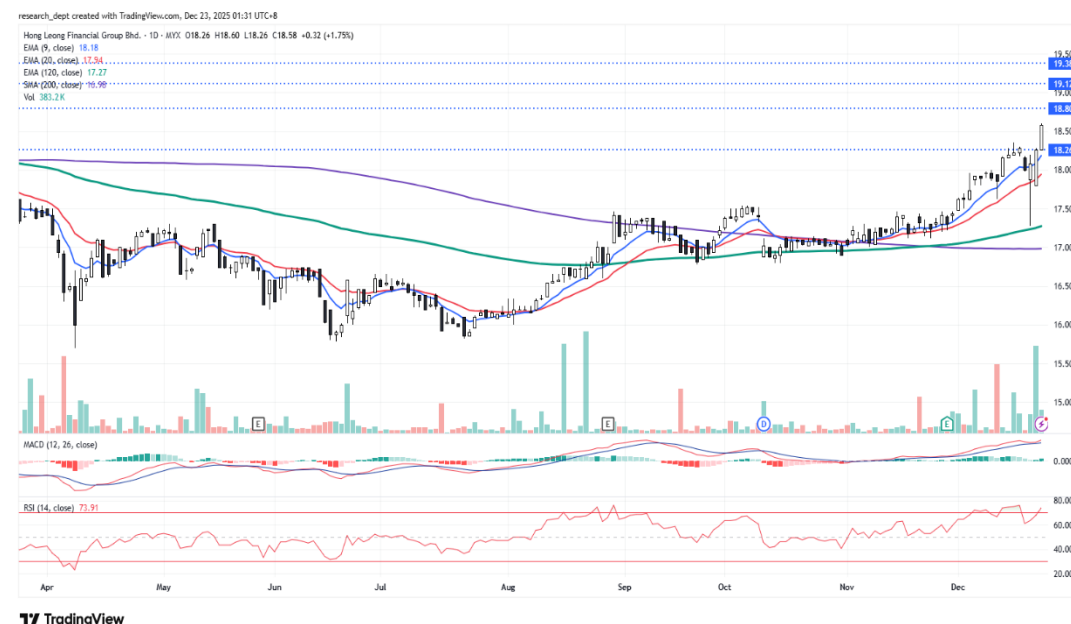 research_dept created with TradingView.com, Dec 23, 2025 01:31 UTC+8
Hong Leong Financial Group Bhd. · 1D · MYX O18.26 H18.60 L18.26 C18.58 +0.32 (+1.75%)
EMA (9, close) 18.18
EMA (20, close) 17.94
EMA (120, close) 17.27
SMA (200, close) 16.98
Vol 383.2K
19.50
19.38
19.12
19.00
18.80
18.50
18.26
18.00
17.50
17.00
16.50
16.00
15.50
15.00
E
E
D
E
MACD (12, 26, close)
0.000
RSI (14, close) 73.91
80.00
60.00
40.00
20.00
Apr May Jun Jul Aug Sep Oct Nov Dec
TradingView